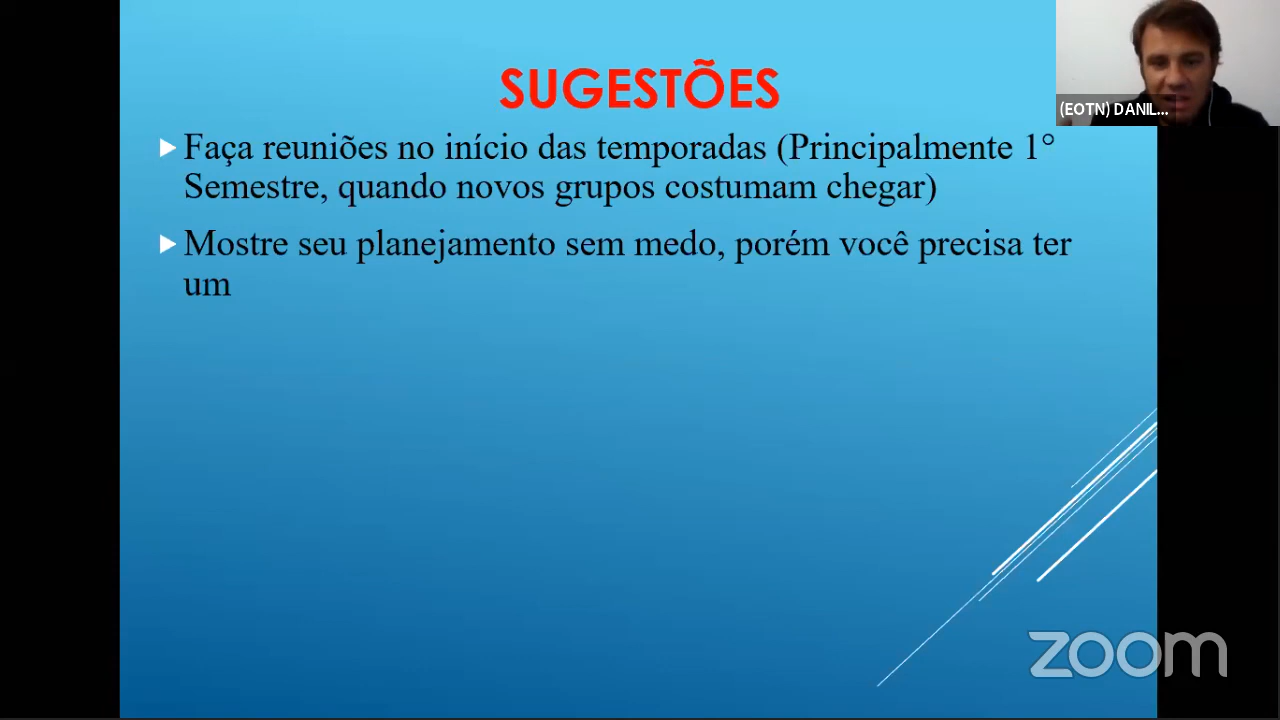 SUGESTÕES
(EOTN) DANIL...
Faça reuniões no início das temporadas (Principalmente 1°
Semestre, quando novos grupos costumam chegar)
Mostre seu planejamento sem medo, porém você precisa ter
um
zoom